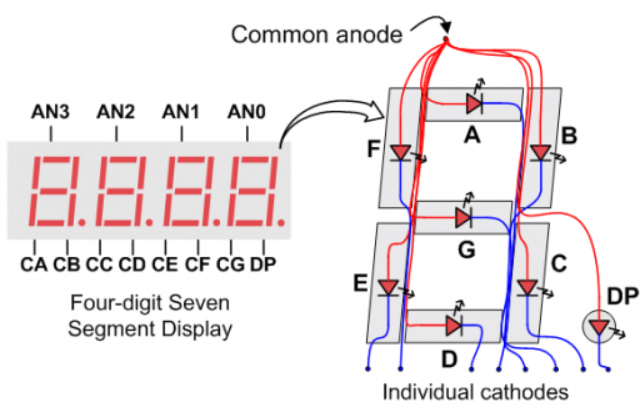 Common anode
AN3 AN2 AN1 AN0
F A B
G
E C
DP
D
CA CB CC CD CE CF CG DP
Four-digit Seven
Segment Display
Individual cathodes